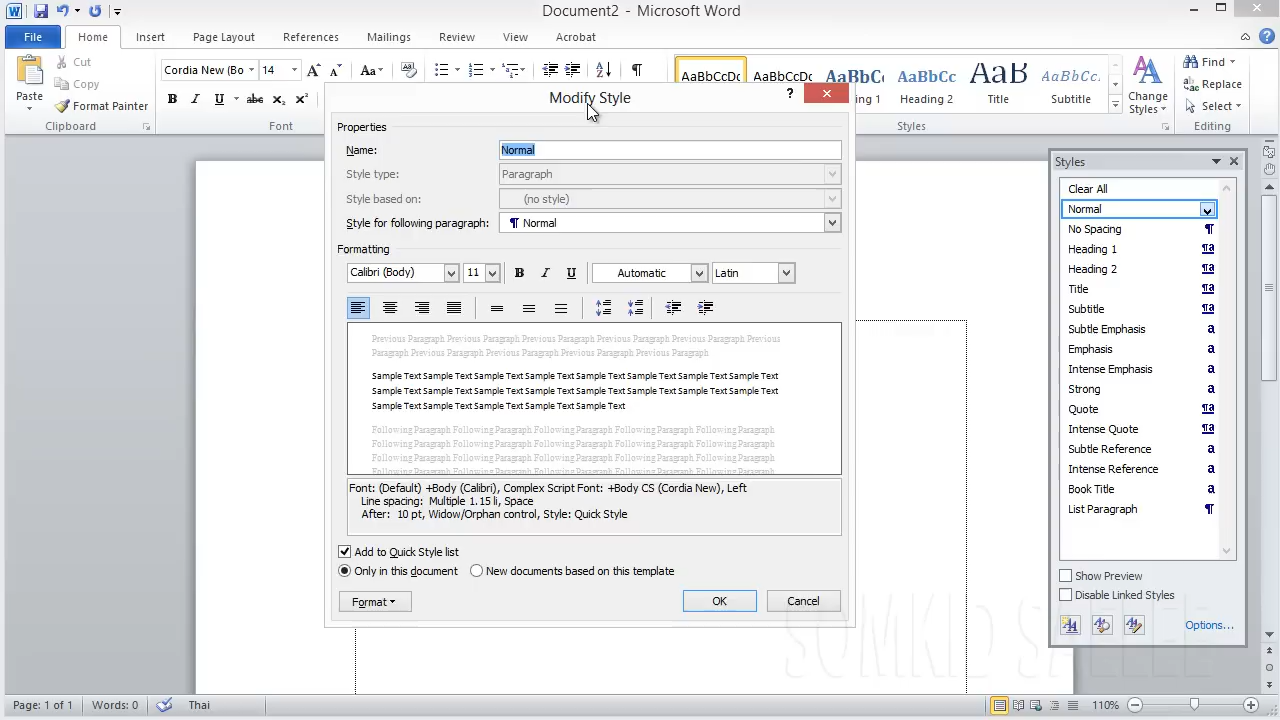 Document2 - Microsoft Word
File Home Insert Page Layout References Mailings Review View Acrobat
Paste
Cut
Copy
Format Painter
Clipboard
Cordia New (Bo 14
Font
AaBbCcDc AaBbCcDc AaBbCc AaBbCc AaB AaBbCc.
g 1 Heading 2 Title Subtitle
Change
Styles
Styles
Find
Replace
Select
Editing
Modify Style
Properties
Name: Normal
Style type: Paragraph
Style based on: (no style)
Style for following paragraph: ¶ Normal
Formatting
Calibri (Body) 11 B I U Automatic Latin
Previous Paragraph Previous Paragraph Previous Paragraph Previous Paragraph Previous
Paragraph Previous Paragraph Previous Paragraph Previous Paragraph Previous Paragraph
Sample Text Sample Text Sample Text Sample Text Sample Text Sample Text Sample Text Sample Text
Sample Text Sample Text Sample Text Sample Text Sample Text Sample Text Sample Text Sample Text
Sample Text Sample Text Sample Text Sample Text Sample Text
Following Paragraph Following Paragraph Following Paragraph Following Paragraph Following
Paragraph Following Paragraph Following Paragraph Following Paragraph Following Paragraph
Following Paragraph Following Paragraph Following Paragraph Following Paragraph Following
Font: (Default) +Body (Calibri), Complex Script Font: +Body CS (Cordia New), Left
Line spacing: Multiple 1.15 li, Space
After: 10 pt, Widow/Orphan control, Style: Quick Style
Add to Quick Style list
Only in this document New documents based on this template
Format
OK Cancel
Styles
Clear All
Normal
No Spacing ¶
Heading 1 ¶a
Heading 2 ¶a
Title ¶a
Subtitle ¶a
Subtle Emphasis a
Emphasis a
Intense Emphasis a
Strong a
Quote ¶a
Intense Quote ¶a
Subtle Reference a
Intense Reference a
Book Title a
List Paragraph ¶
Show Preview
Disable Linked Styles
Options...
Page: 1 of 1 Words: 0 Thai 110%